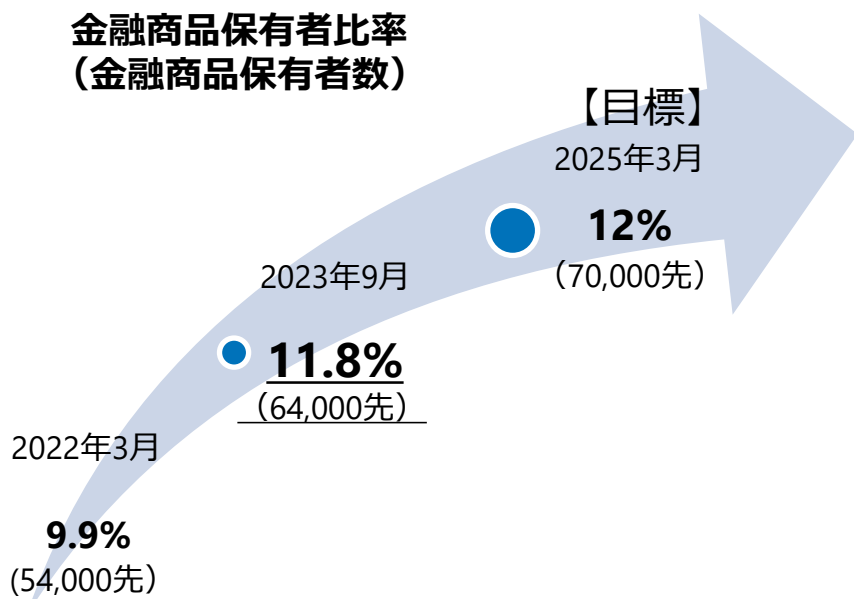 金融商品保有者比率
（金融商品保有者数）
【目標】
2025年3月
12%
（70,000先）
2023年9月
11.8%
（64,000先）
2022年3月
9.9%
(54,000先）